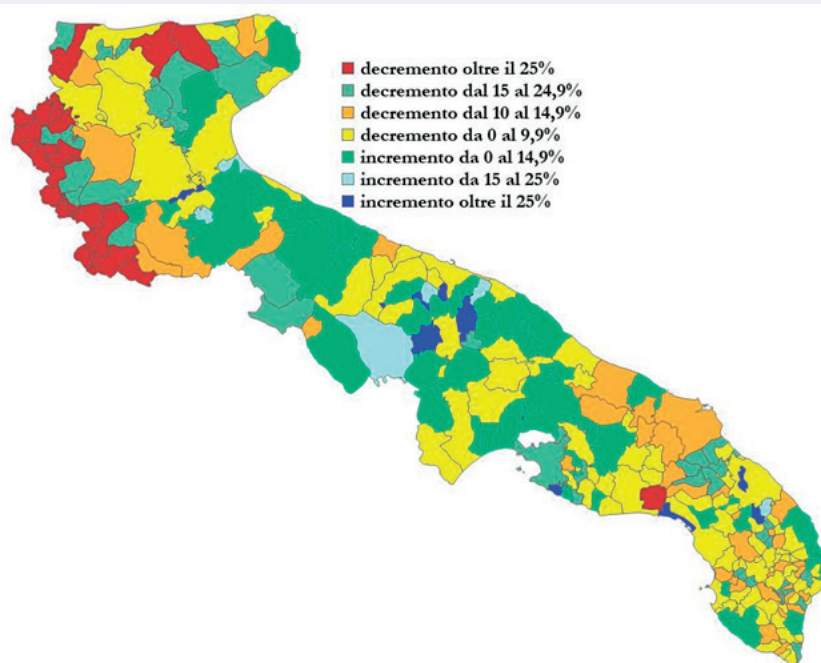 decremento oltre il 25%
decremento dal 15 al 24,9%
decremento dal 10 al 14,9%
decremento da 0 al 9,9%
incremento da 0 al 14,9%
incremento da 15 al 25%
incremento oltre il 25%